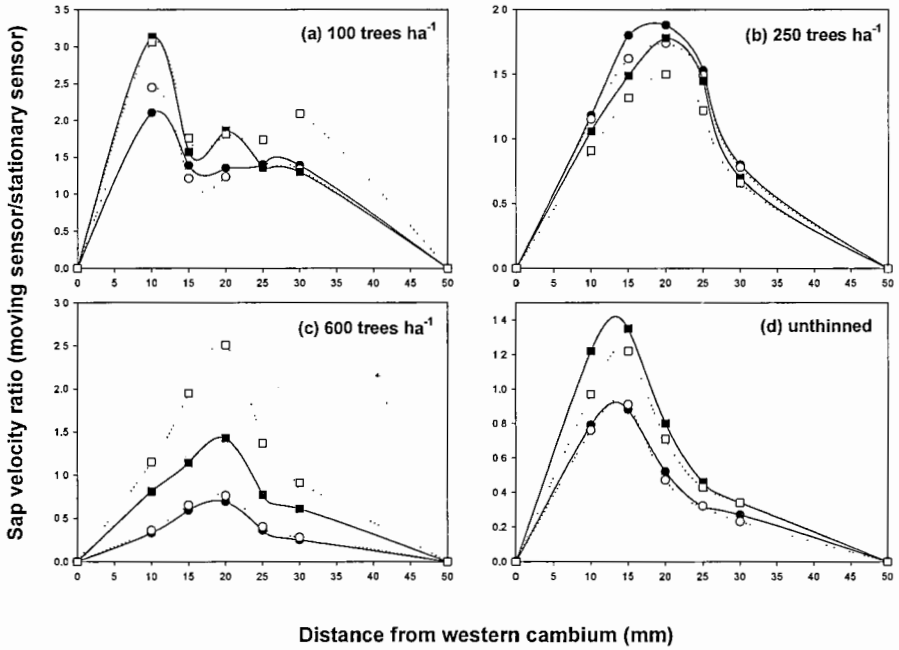 Sap velocity ratio (moving sensor/stationary sensor)
(a) 100 trees ha-1
3.5
3.0
2.5
2.0
1.5
1.0
0.5
0.0
0 5 10 15 20 25 30 35 40 45 50
(b) 250 trees ha-1
2.0
1.5
1.0
0.5
0.0
0 5 10 15 20 25 30 35 40 45 50
(c) 600 trees ha-1
3.0
2.5
2.0
1.5
1.0
0.5
0.0
0 5 10 15 20 25 30 35 40 45 50
(d) unthinned
1.4
1.2
1.0
0.8
0.6
0.4
0.2
0.0
0 5 10 15 20 25 30 35 40 45 50
Distance from western cambium (mm)